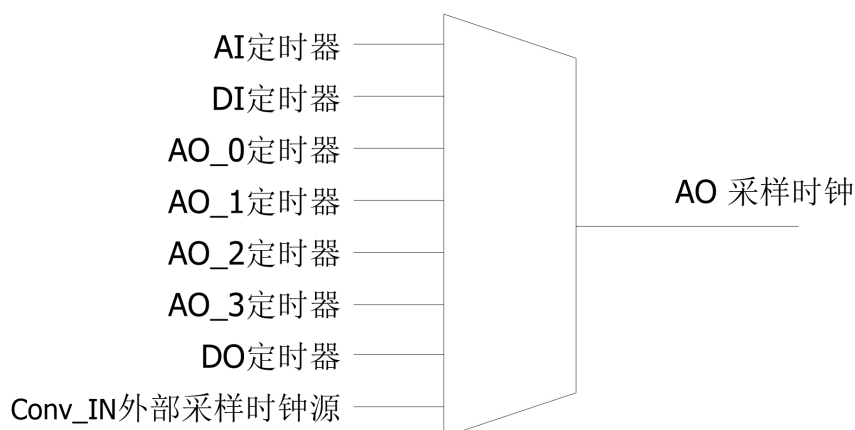 AI定时器
DI定时器
AO_0定时器
AO_1定时器
AO_2定时器
AO_3定时器
DO定时器
Conv_IN外部采样时钟源
AO 采样时钟